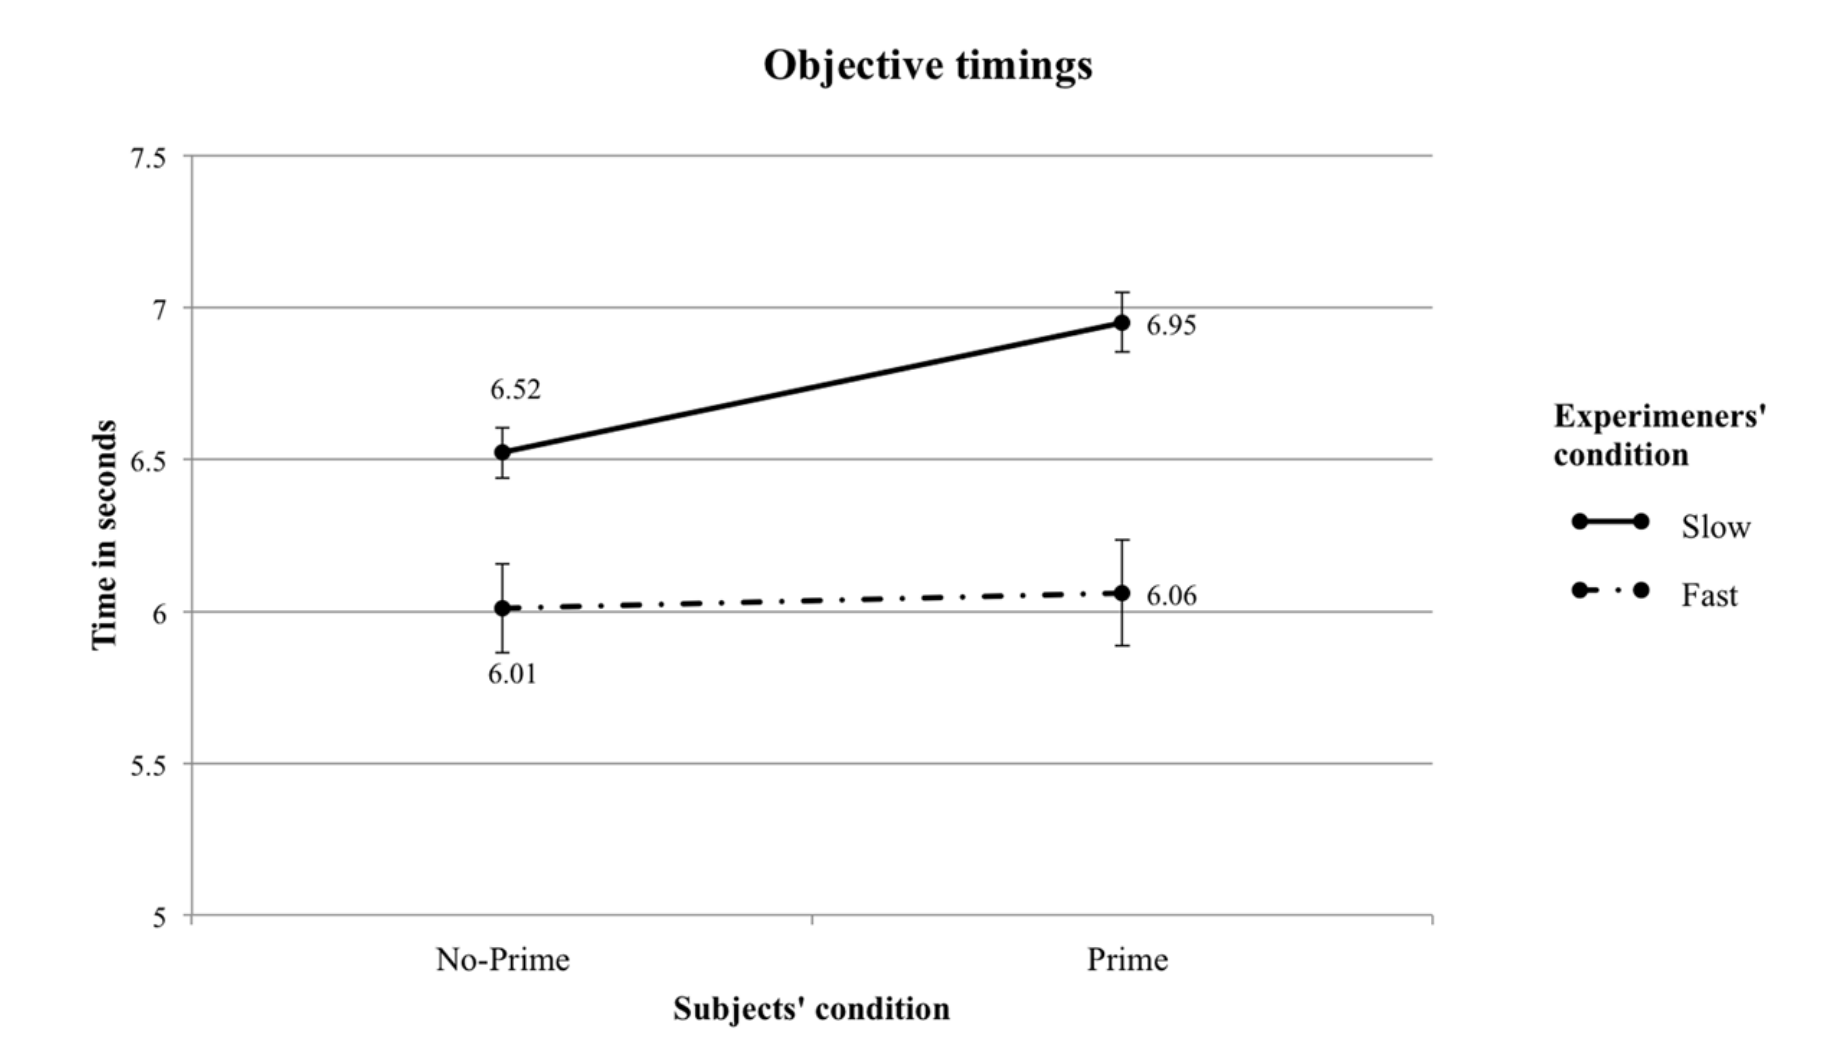 Objective timings
7.5
7
6.5
6
5.5
5
Time in seconds
6.52
6.95
6.01
6.06
No-Prime
Prime
Subjects' condition
Experimeners'
condition
Slow
Fast